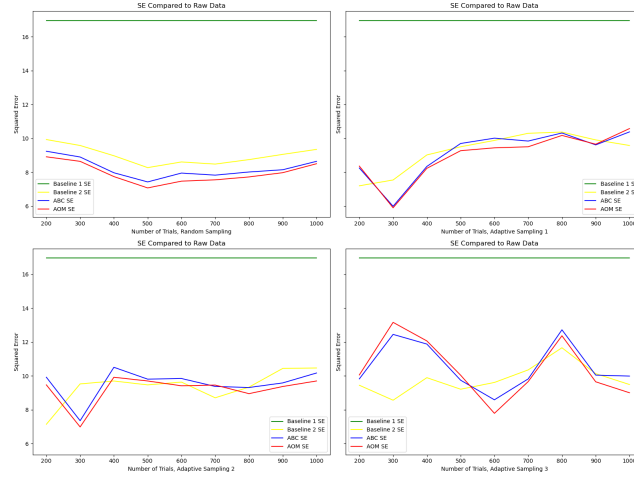 SE Compared to Raw Data
16
14
12
10
8
6
Squared Error
Baseline 1 SE
Baseline 2 SE
ABC SE
AOM SE
200 300 400 500 600 700 800 900 1000
Number of Trials, Random Sampling
SE Compared to Raw Data
Squared Error
Baseline 1 SE
Baseline 2 SE
ABC SE
AOM SE
200 300 400 500 600 700 800 900 1000
Number of Trials, Adaptive Sampling 1
SE Compared to Raw Data
16
14
12
10
8
6
Squared Error
Baseline 1 SE
Baseline 2 SE
ABC SE
AOM SE
200 300 400 500 600 700 800 900 1000
Number of Trials, Adaptive Sampling 2
SE Compared to Raw Data
Squared Error
Baseline 1 SE
Baseline 2 SE
ABC SE
AOM SE
200 300 400 500 600 700 800 900 1000
Number of Trials, Adaptive Sampling 3